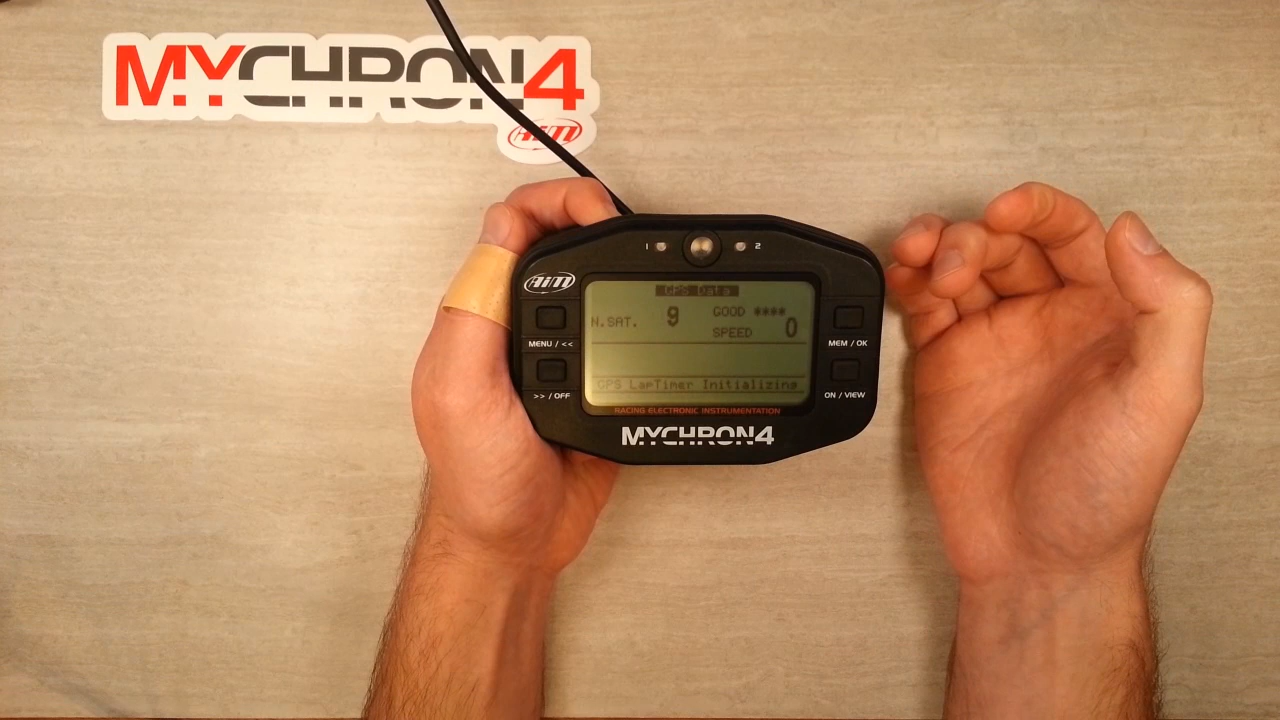 MYCHRON4
AiM
1 2
AiM
GPS Data
N.SAT. 9 GOOD ****
SPEED 0
MENU / << MEM / OK
GPS LapTimer Initializing
>> / OFF ON / VIEW
RACING ELECTRONIC INSTRUMENTATION
MYCHRON4